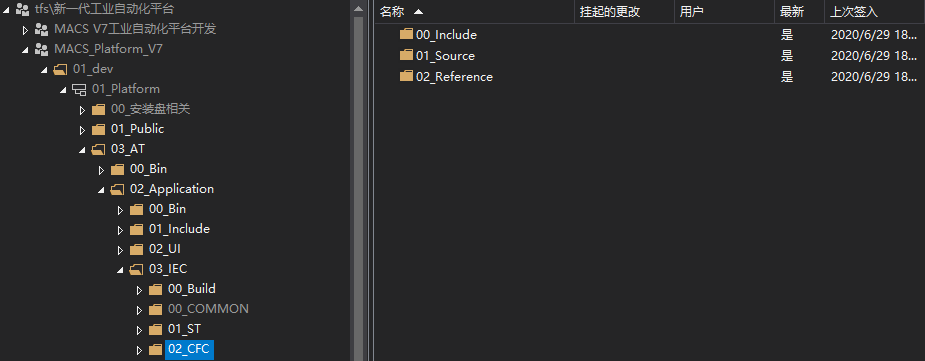 tfs\新一代工业自动化平台
MACS V7工业自动化平台开发
MACS_Platform_V7
01_dev
01_Platform
00_安装盘相关
01_Public
03_AT
00_Bin
02_Application
00_Bin
01_Include
02_UI
03_IEC
00_Build
00_COMMON
01_ST
02_CFC
名称 挂起的更改 用户 最新 上次签入
00_Include 是 2020/6/29 18...
01_Source 是 2020/6/29 18...
02_Reference 是 2020/6/29 18...